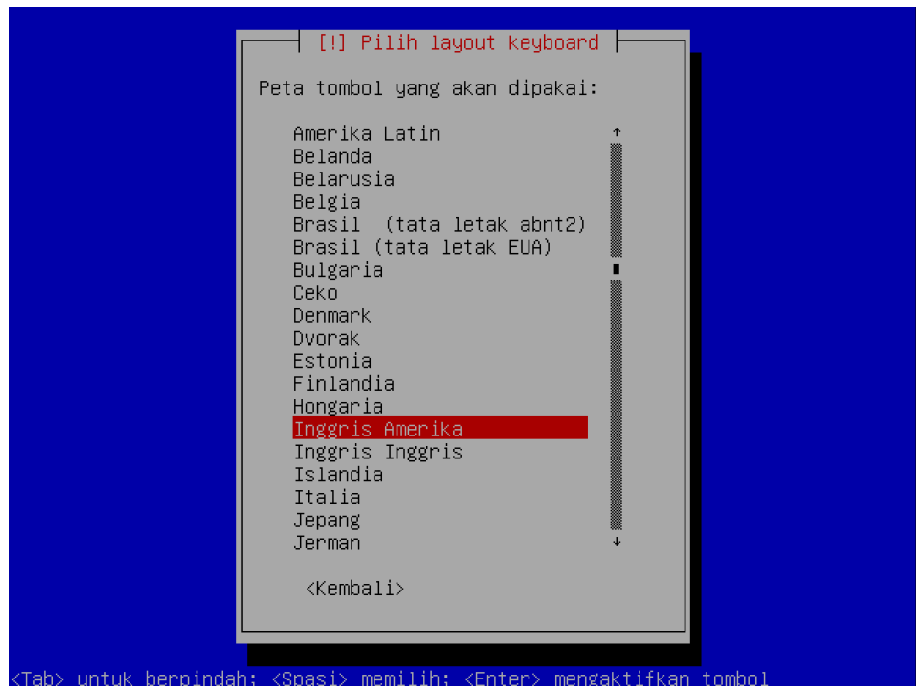 [!] Pilih layout keyboard
Peta tombol yang akan dipakai:
Amerika Latin
Belanda
Belarusia
Belgia
Brasil  (tata letak abnt2)
Brasil (tata letak EUA)
Bulgaria
Ceko
Denmark
Dvorak
Estonia
Finlandia
Hongaria
Inggris Amerika
Inggris Inggris
Islandia
Italia
Jepang
Jerman
<Kembali>
<Tab> untuk berpindah; <Spasi> memilih; <Enter> mengaktifkan tombol